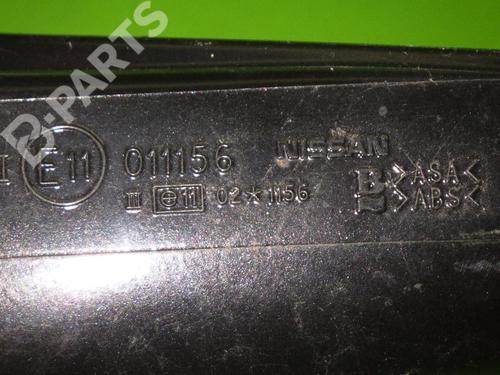 B-PARTS
I E11 011156 NISSAN
III e11 02*1156 B >ASA<
>ABS<